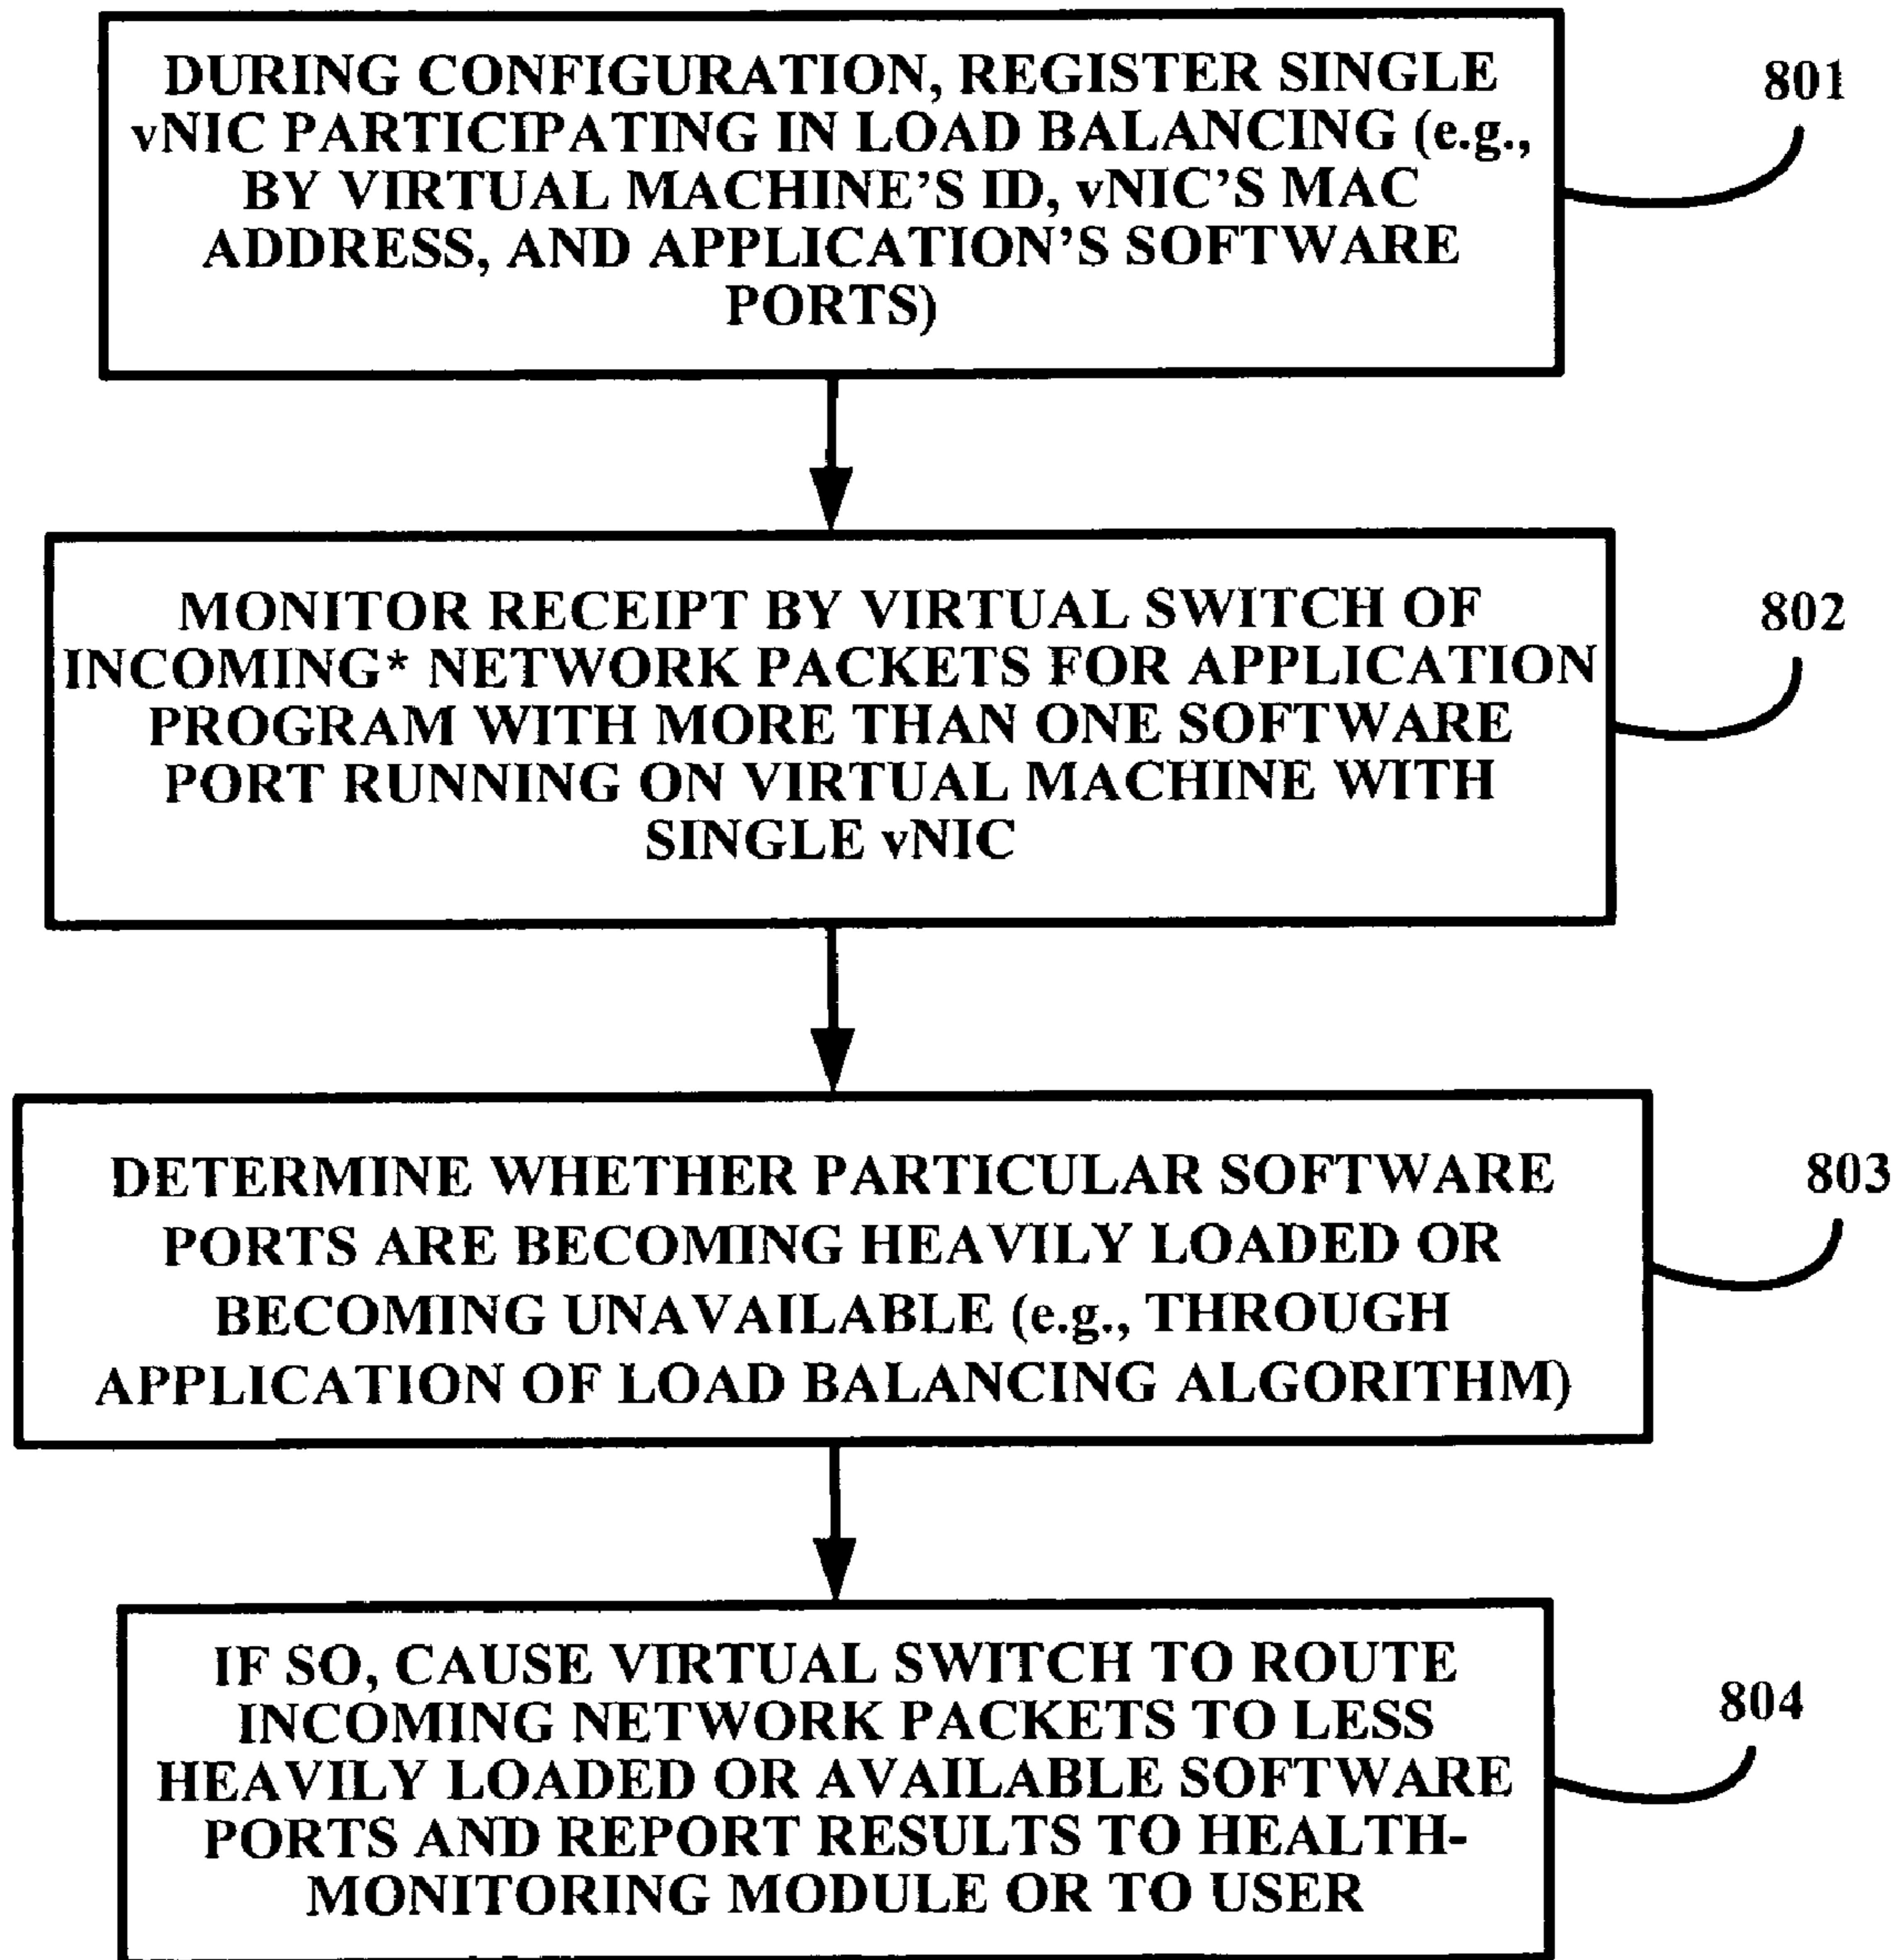 DURING CONFIGURATION, REGISTER SINGLE
vNIC PARTICIPATING IN LOAD BALANCING (e.g.,
BY VIRTUAL MACHINE'S ID, vNIC'S MAC
ADDRESS, AND APPLICATION'S SOFTWARE
PORTS)
801
MONITOR RECEIPT BY VIRTUAL SWITCH OF
INCOMING* NETWORK PACKETS FOR APPLICATION
PROGRAM WITH MORE THAN ONE SOFTWARE
PORT RUNNING ON VIRTUAL MACHINE WITH
SINGLE vNIC
802
DETERMINE WHETHER PARTICULAR SOFTWARE
PORTS ARE BECOMING HEAVILY LOADED OR
BECOMING UNAVAILABLE (e.g., THROUGH
APPLICATION OF LOAD BALANCING ALGORITHM)
803
IF SO, CAUSE VIRTUAL SWITCH TO ROUTE
INCOMING NETWORK PACKETS TO LESS
HEAVILY LOADED OR AVAILABLE SOFTWARE
PORTS AND REPORT RESULTS TO HEALTH-
MONITORING MODULE OR TO USER
804